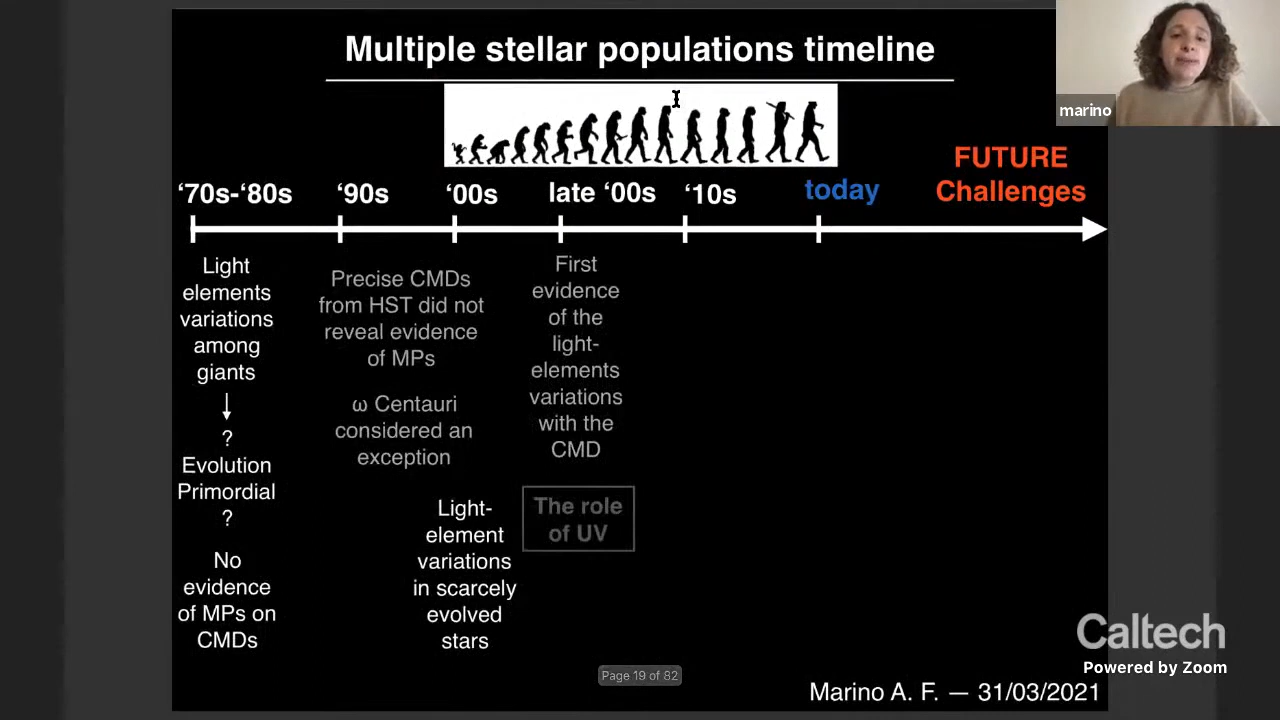 Multiple stellar populations timeline
marino
FUTURE
Challenges
‘70s-‘80s
‘90s
‘00s
late ‘00s
‘10s
today
Light
elements
variations
among
giants
?
Evolution
Primordial
?
No
evidence
of MPs on
CMDs
Precise CMDs
from HST did not
reveal evidence
of MPs
ω Centauri
considered an
exception
Light-
element
variations
in scarcely
evolved
stars
First
evidence
of the
light-
elements
variations
with the
CMD
The role
of UV
Page 19 of 82
Caltech
Powered by Zoom
Marino A. F. — 31/03/2021